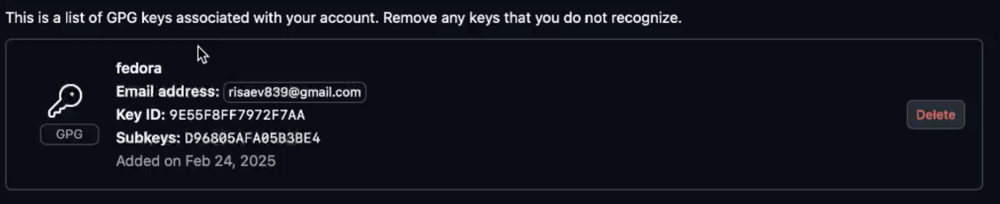 This is a list of GPG keys associated with your account. Remove any keys that you do not recognize.
fedora
Email address: risaev839@gmail.com
Key ID: 9E55F8FF7972F7AA
GPG
Subkeys: D96805AFA05B3BE4
Added on Feb 24, 2025
Delete